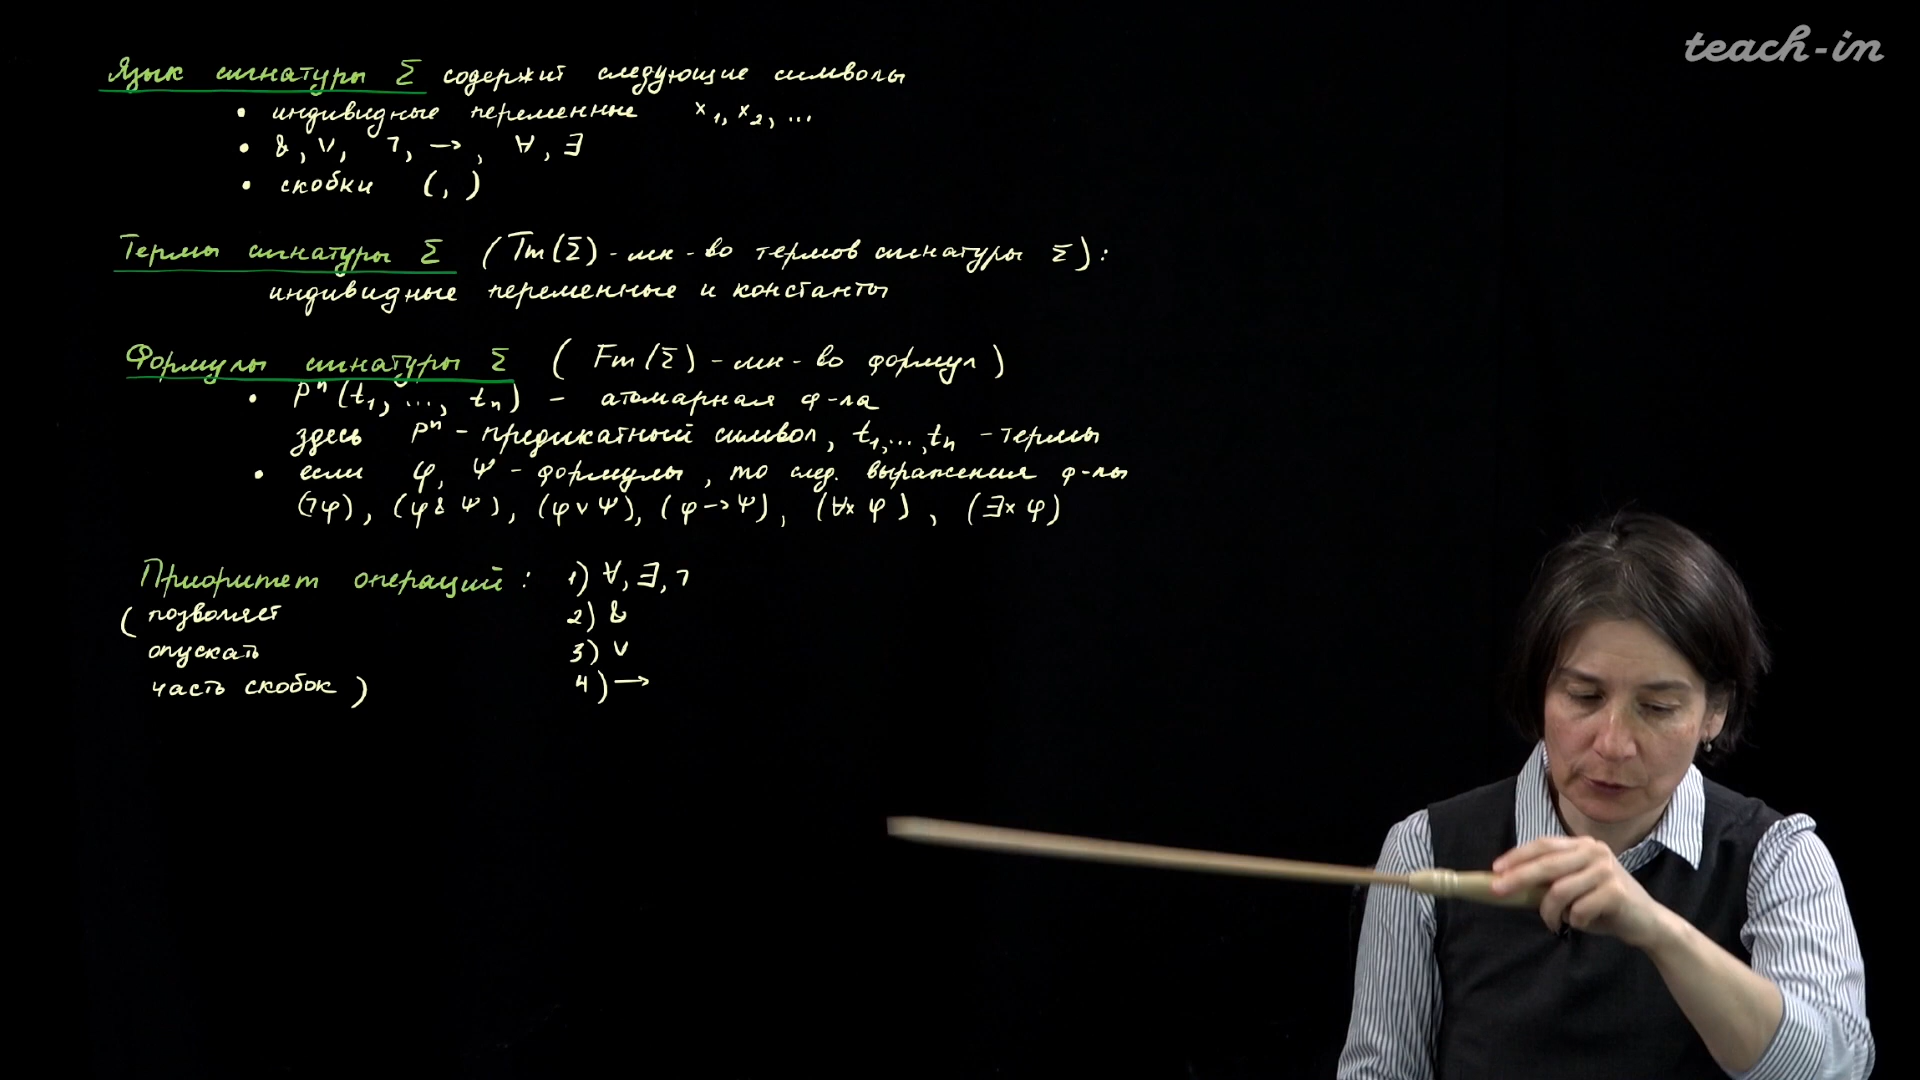 teach-in
Язык сигнатуры Σ содержит следующие символы
• индивидные переменные x₁, x₂, ...
• &, ∨, ¬, →, ∀, ∃
• скобки (, )
Термы сигнатуры Σ (Tm(Σ) - мн-во термов сигнатуры Σ):
индивидные переменные и константы
Формулы сигнатуры Σ (Fm(Σ) - мн-во формул)
• Pⁿ(t₁, ..., tₙ) - атомарная ф-ла
здесь Pⁿ - предикатный символ, t₁,...,tₙ - термы
• если φ, ψ - формулы, то след. выражения ф-лы
(¬φ), (φ & ψ), (φ ∨ ψ), (φ → ψ), (∀x φ), (∃x φ)
Приоритет операций: 1) ∀, ∃, ¬
(позволяет 2) &
опускать 3) ∨
часть скобок) 4) →